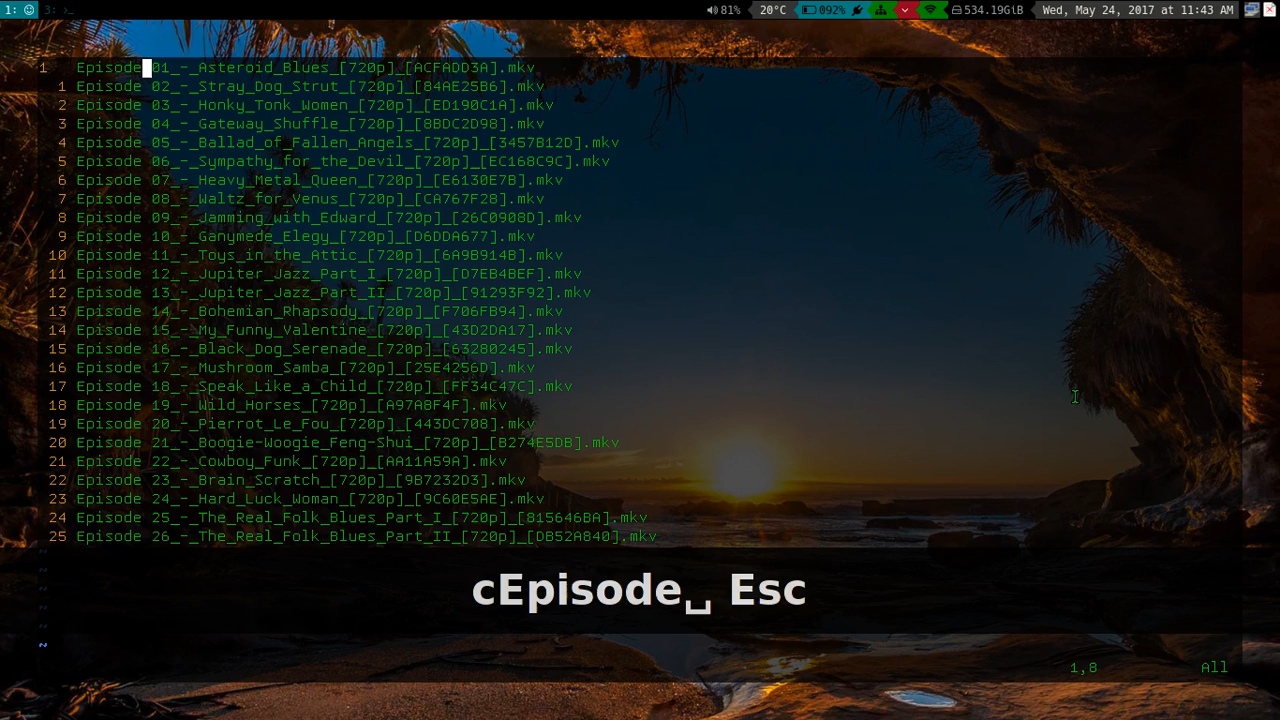 1: ☺ 3: >_ 81% 20°C 092% 534.19GiB Wed, May 24, 2017 at 11:43 AM
1 Episode 01_-_Asteroid_Blues_[720p]_[ACFADD3A].mkv
1 Episode 02_-_Stray_Dog_Strut_[720p]_[84AE25B6].mkv
2 Episode 03_-_Honky_Tonk_Women_[720p]_[ED190C1A].mkv
3 Episode 04_-_Gateway_Shuffle_[720p]_[8BDC2D98].mkv
4 Episode 05_-_Ballad_of_Fallen_Angels_[720p]_[3457B12D].mkv
5 Episode 06_-_Sympathy_for_the_Devil_[720p]_[EC168C9C].mkv
6 Episode 07_-_Heavy_Metal_Queen_[720p]_[E6130E7B].mkv
7 Episode 08_-_Waltz_for_Venus_[720p]_[CA767F28].mkv
8 Episode 09_-_Jamming_with_Edward_[720p]_[26C0908D].mkv
9 Episode 10_-_Ganymede_Elegy_[720p]_[D6DDA677].mkv
10 Episode 11_-_Toys_in_the_Attic_[720p]_[6A9B914B].mkv
11 Episode 12_-_Jupiter_Jazz_Part_I_[720p]_[D7EB4BEF].mkv
12 Episode 13_-_Jupiter_Jazz_Part_II_[720p]_[91293F92].mkv
13 Episode 14_-_Bohemian_Rhapsody_[720p]_[F706FB94].mkv
14 Episode 15_-_My_Funny_Valentine_[720p]_[43D2DA17].mkv
15 Episode 16_-_Black_Dog_Serenade_[720p]_[63280245].mkv
16 Episode 17_-_Mushroom_Samba_[720p]_[25E4256D].mkv
17 Episode 18_-_Speak_Like_a_Child_[720p]_[FF34C47C].mkv
18 Episode 19_-_Wild_Horses_[720p]_[A97A8F4F].mkv
19 Episode 20_-_Pierrot_Le_Fou_[720p]_[443DC708].mkv
20 Episode 21_-_Boogie-Woogie_Feng-Shui_[720p]_[B274E5DB].mkv
21 Episode 22_-_Cowboy_Funk_[720p]_[AA11A59A].mkv
22 Episode 23_-_Brain_Scratch_[720p]_[9B7232D3].mkv
23 Episode 24_-_Hard_Luck_Woman_[720p]_[9C60E5AE].mkv
24 Episode 25_-_The_Real_Folk_Blues_Part_I_[720p]_[815646BA].mkv
25 Episode 26_-_The_Real_Folk_Blues_Part_II_[720p]_[DB52A840].mkv
cEpisode␣ Esc
~
1,8 All